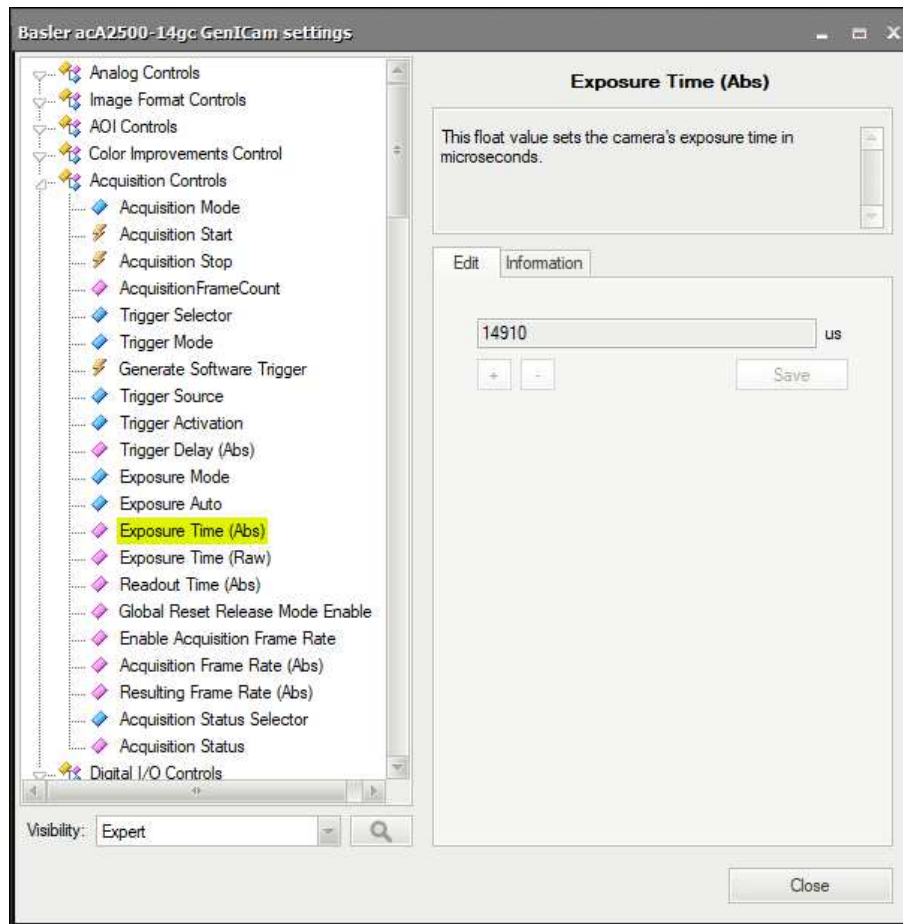 Basler acA2500-14gc GenICam settings
Analog Controls
Image Format Controls
AOI Controls
Color Improvements Control
Acquisition Controls
Acquisition Mode
Acquisition Start
Acquisition Stop
AcquisitionFrameCount
Trigger Selector
Trigger Mode
Generate Software Trigger
Trigger Source
Trigger Activation
Trigger Delay (Abs)
Exposure Mode
Exposure Auto
Exposure Time (Abs)
Exposure Time (Raw)
Readout Time (Abs)
Global Reset Release Mode Enable
Enable Acquisition Frame Rate
Acquisition Frame Rate (Abs)
Resulting Frame Rate (Abs)
Acquisition Status Selector
Acquisition Status
Digital I/O Controls
Visibility: Expert
Exposure Time (Abs)
This float value sets the camera's exposure time in
microseconds.
Edit Information
14910 us
+ - Save
Close